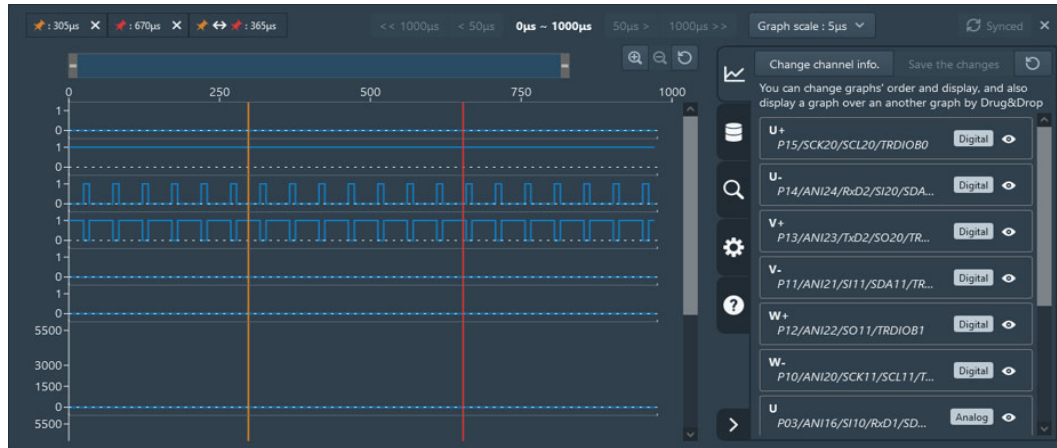 : 305μs ✕ : 670μs ✕ ↔ : 365μs << 1000μs < 50μs 0μs ~ 1000μs 50μs > 1000μs >> Graph scale : 5μs Synced ✕
Change channel info. Save the changes
You can change graphs' order and display, and also
display a graph over an another graph by Drug&Drop
0 250 500 750 1000
1
0
1
0
1
0
1
0
1
0
1
0
5500
3000
1500
0
5500
U+
P15/SCK20/SCL20/TRDIOB0 Digital
U-
P14/ANI24/RxD2/SI20/SDA... Digital
V+
P13/ANI23/TxD2/SO20/TR... Digital
V-
P11/ANI21/SI11/SDA11/TR... Digital
W+
P12/ANI22/SO11/TRDIOB1 Digital
W-
P10/ANI20/SCK11/SCL11/T... Digital
U
P03/ANI16/SI10/RxD1/SD... Analog